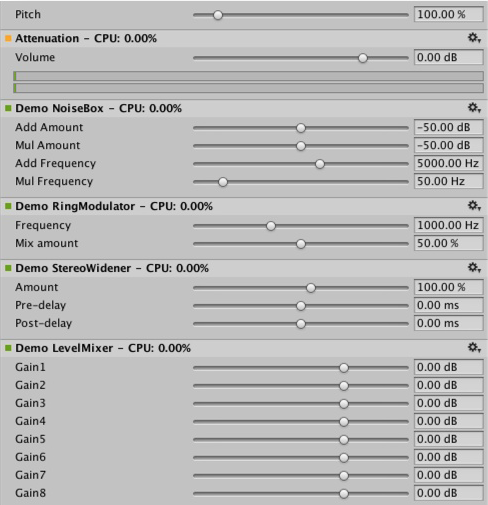 Pitch 100.00 %
Attenuation – CPU: 0.00%
Volume 0.00 dB
Demo NoiseBox – CPU: 0.00%
Add Amount -50.00 dB
Mul Amount -50.00 dB
Add Frequency 5000.00 Hz
Mul Frequency 50.00 Hz
Demo RingModulator – CPU: 0.00%
Frequency 1000.00 Hz
Mix amount 50.00 %
Demo StereoWidener – CPU: 0.00%
Amount 100.00 %
Pre-delay 0.00 ms
Post-delay 0.00 ms
Demo LevelMixer – CPU: 0.00%
Gain1 0.00 dB
Gain2 0.00 dB
Gain3 0.00 dB
Gain4 0.00 dB
Gain5 0.00 dB
Gain6 0.00 dB
Gain7 0.00 dB
Gain8 0.00 dB